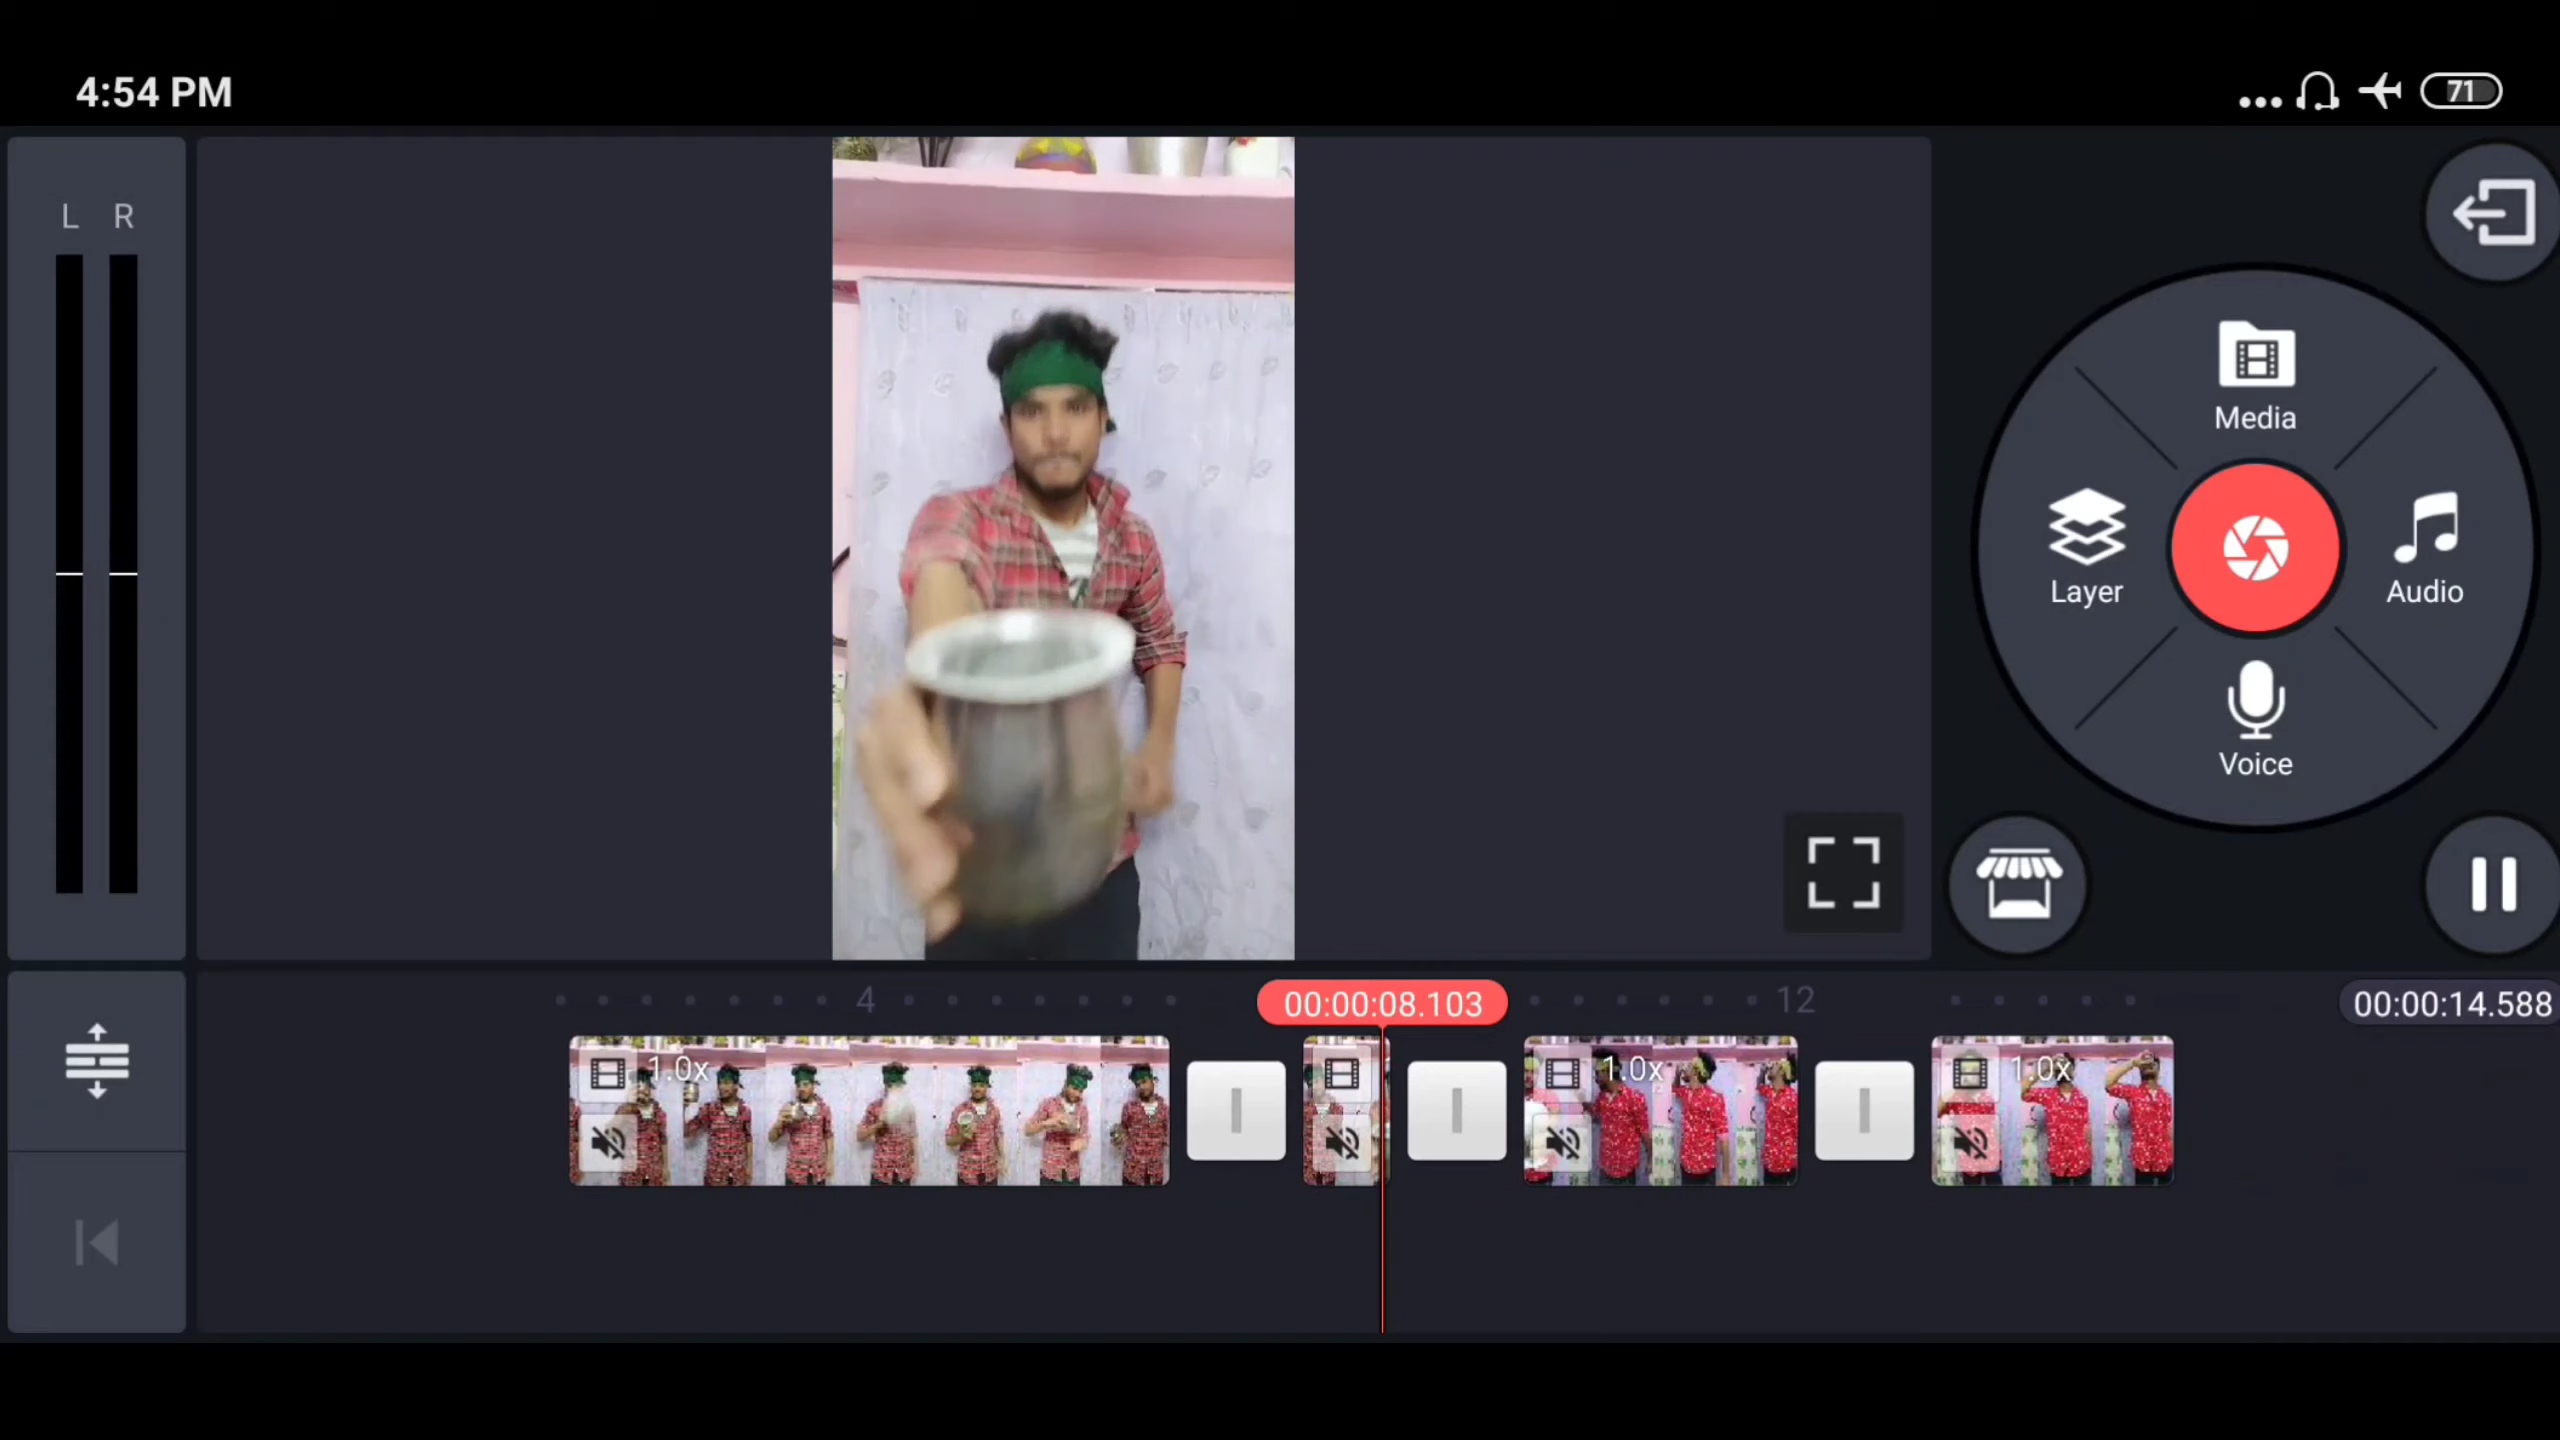 4:54 PM
71
L R
Media
Layer
Audio
Voice
4
00:00:08.103
12
00:00:14.588
1.0x
1.0x
1.0x